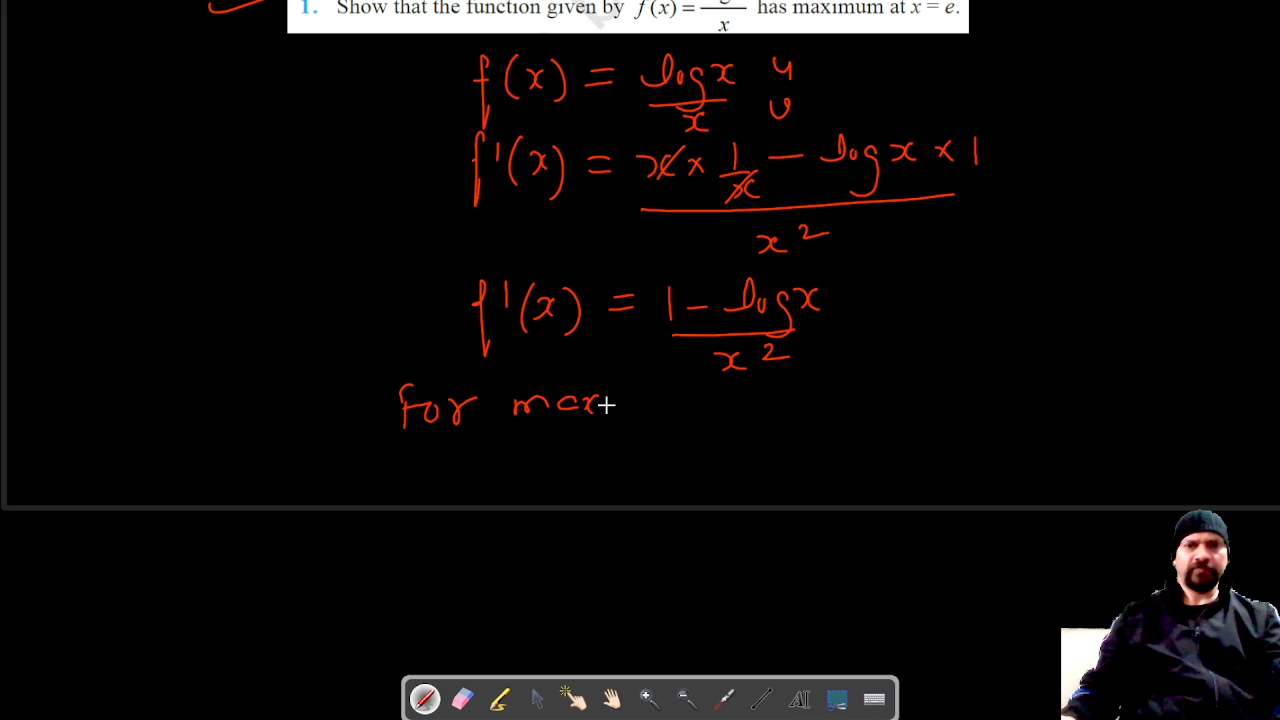 1. Show that the function given by f(x) = / x has maximum at x = e.
f(x) = log x / x u v
f'(x) = x × 1/x − log x × 1 / x²
f'(x) = 1 − log x / x²
For max
AI